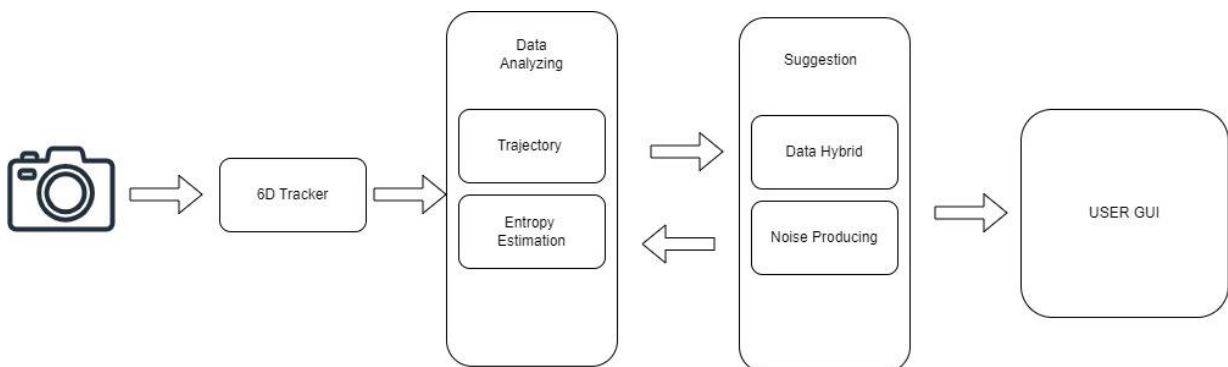 Data
Analyzing
Suggestion
Trajectory
Data Hybrid
6D Tracker
Entropy
Estimation
Noise Producing
USER GUI